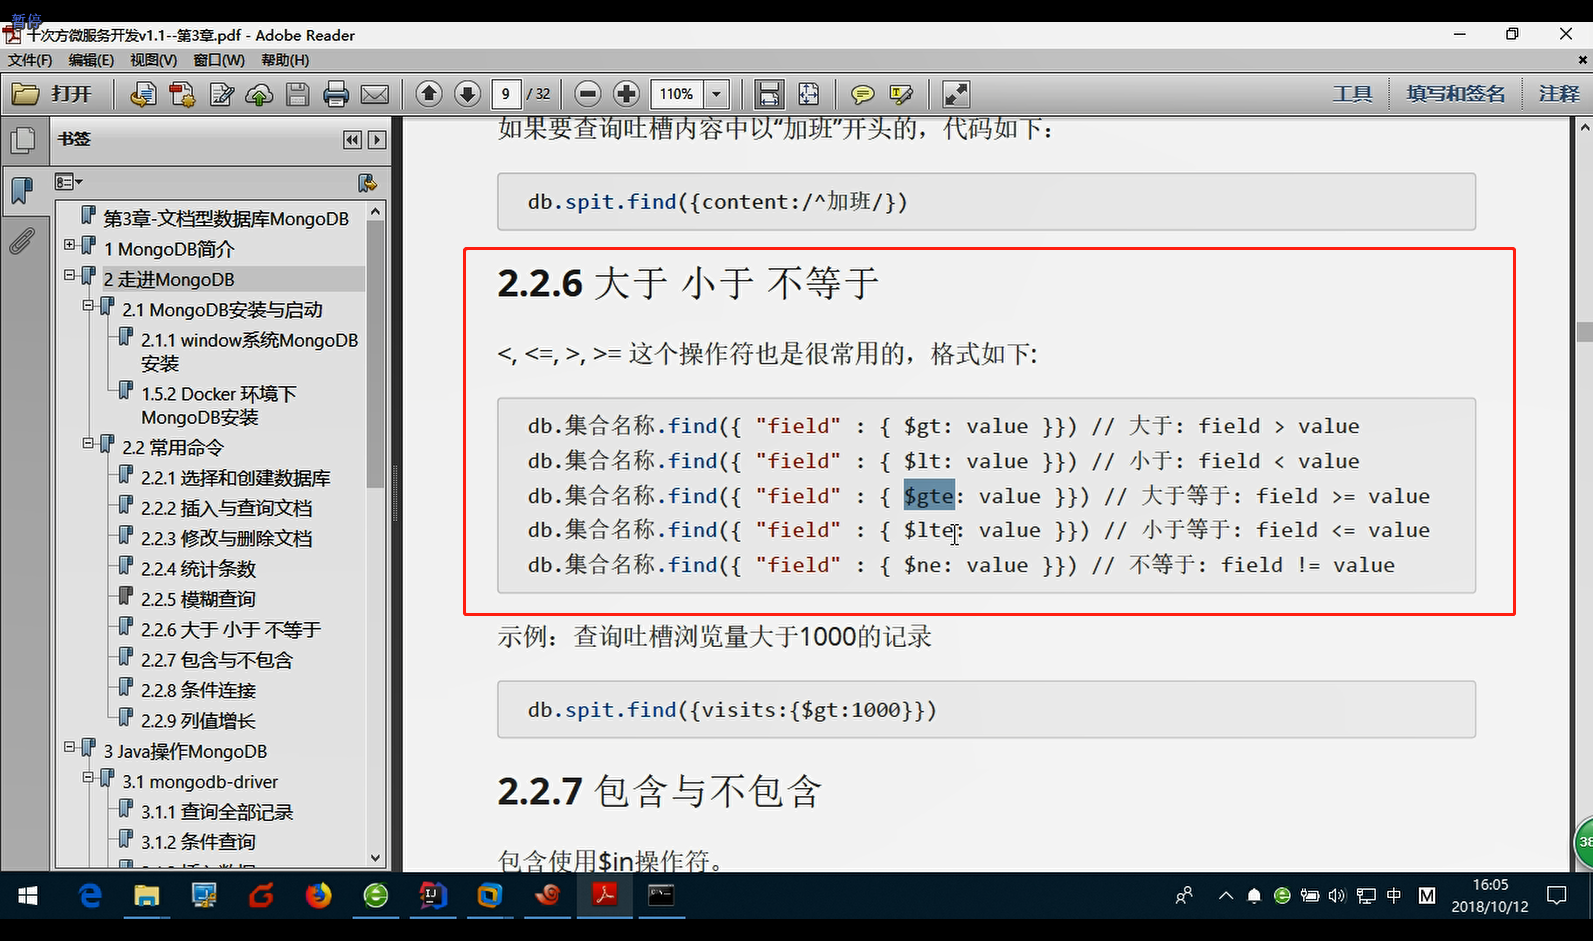 暂停
十次方微服务开发v1.1--第3章.pdf - Adobe Reader
文件(F) 编辑(E) 视图(V) 窗口(W) 帮助(H)
打开 9 / 32 110% 工具 填写和签名 注释
书签
第3章-文档型数据库MongoDB
1 MongoDB简介
2 走进MongoDB
2.1 MongoDB安装与启动
2.1.1 window系统MongoDB
安装
1.5.2 Docker 环境下
MongoDB安装
2.2 常用命令
2.2.1 选择和创建数据库
2.2.2 插入与查询文档
2.2.3 修改与删除文档
2.2.4 统计条数
2.2.5 模糊查询
2.2.6 大于 小于 不等于
2.2.7 包含与不包含
2.2.8 条件连接
2.2.9 列值增长
3 Java操作MongoDB
3.1 mongodb-driver
3.1.1 查询全部记录
3.1.2 条件查询
如果要查询吐槽内容中以“加班”开头的，代码如下：
db.spit.find({content:/^加班/})
2.2.6 大于 小于 不等于
<, <=, >, >= 这个操作符也是很常用的，格式如下:
db.集合名称.find({ "field" : { $gt: value }}) // 大于: field > value
db.集合名称.find({ "field" : { $lt: value }}) // 小于: field < value
db.集合名称.find({ "field" : { $gte: value }}) // 大于等于: field >= value
db.集合名称.find({ "field" : { $lte: value }}) // 小于等于: field <= value
db.集合名称.find({ "field" : { $ne: value }}) // 不等于: field != value
示例：查询吐槽浏览量大于1000的记录
db.spit.find({visits:{$gt:1000}})
2.2.7 包含与不包含
包含使用$in操作符。
38
中 M 16:05
2018/10/12